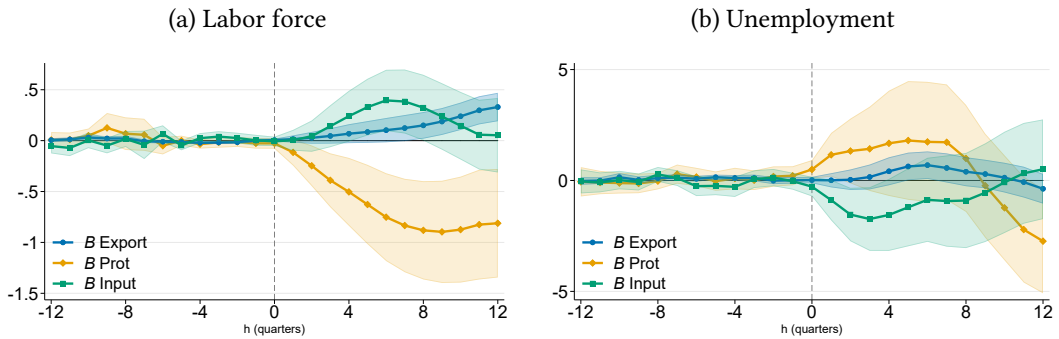 (a) Labor force
.5
0
-.5
-1
-1.5
B Export
B Prot
B Input
-12 -8 -4 0 4 8 12
h (quarters)
(b) Unemployment
5
0
-5
B Export
B Prot
B Input
-12 -8 -4 0 4 8 12
h (quarters)